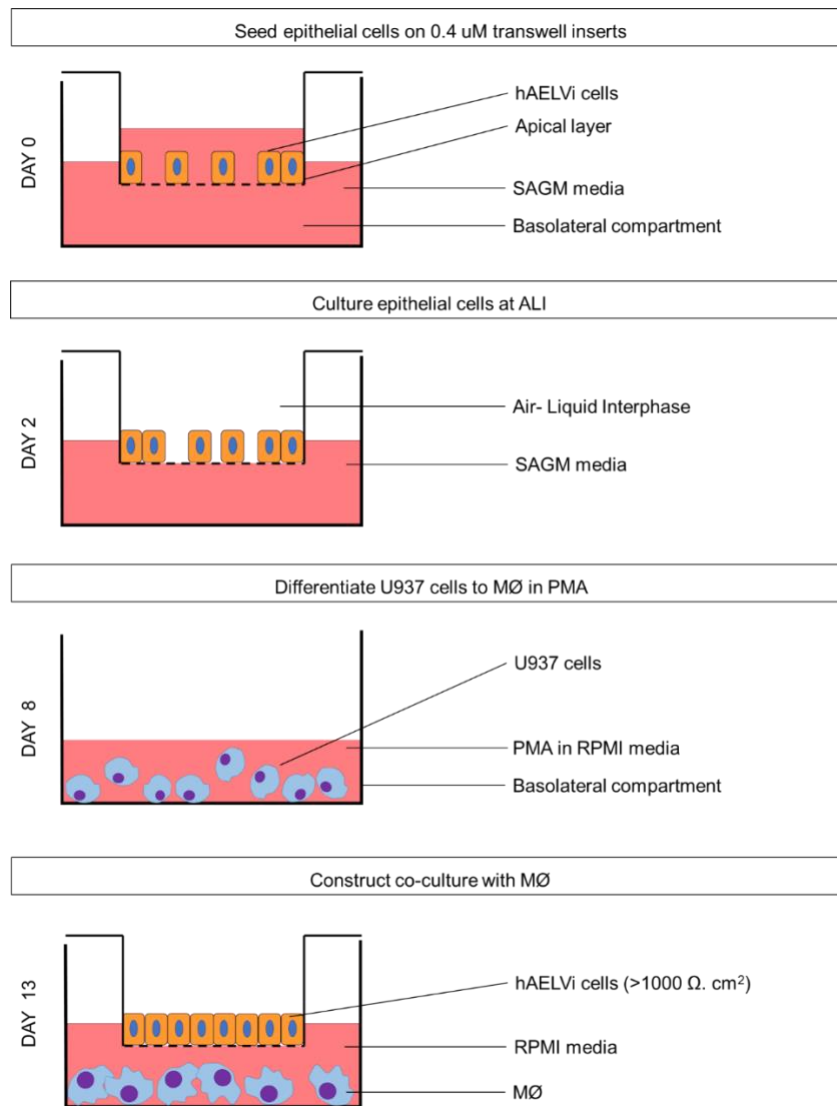 Seed epithelial cells on 0.4 uM transwell inserts
DAY 0
hAELVi cells
Apical layer
SAGM media
Basolateral compartment
Culture epithelial cells at ALI
DAY 2
Air- Liquid Interphase
SAGM media
Differentiate U937 cells to MØ in PMA
DAY 8
U937 cells
PMA in RPMI media
Basolateral compartment
Construct co-culture with MØ
DAY 13
hAELVi cells (>1000 Ω. cm²)
RPMI media
MØ